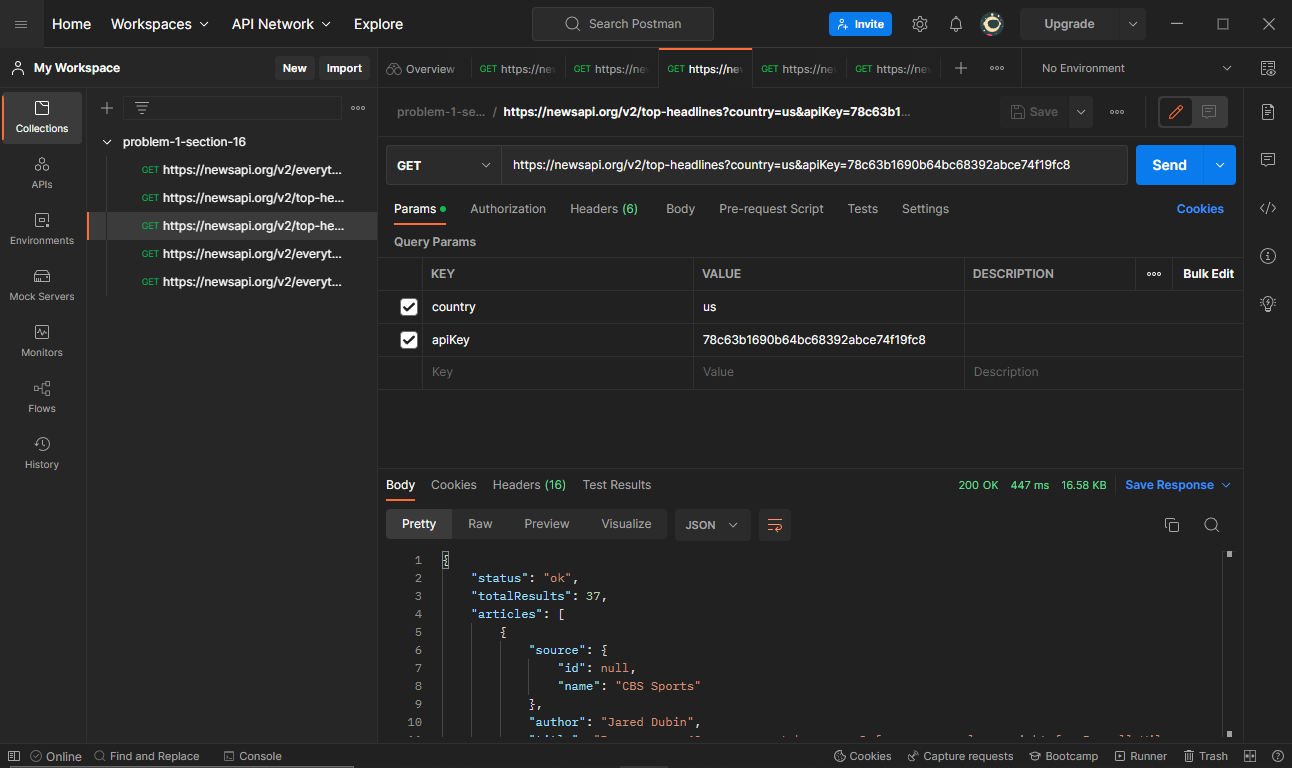 Home Workspaces API Network Explore Search Postman Invite Upgrade
My Workspace New Import Overview GET https://ne GET https://ne GET https://ne GET https://ne GET https://ne No Environment
problem-1-se... / https://newsapi.org/v2/top-headlines?country=us&apiKey=78c63b1... Save
Collections
APIs
Environments
Mock Servers
Monitors
Flows
History
problem-1-section-16
GET https://newsapi.org/v2/everyt...
GET https://newsapi.org/v2/top-he...
GET https://newsapi.org/v2/top-he...
GET https://newsapi.org/v2/everyt...
GET https://newsapi.org/v2/everyt...
GET https://newsapi.org/v2/top-headlines?country=us&apiKey=78c63b1690b64bc68392abce74f19fc8 Send
Params Authorization Headers (6) Body Pre-request Script Tests Settings Cookies
Query Params
KEY VALUE DESCRIPTION Bulk Edit
country us
apiKey 78c63b1690b64bc68392abce74f19fc8
Key Value Description
Body Cookies Headers (16) Test Results 200 OK 447 ms 16.58 KB Save Response
Pretty Raw Preview Visualize JSON
1 {
2 "status": "ok",
3 "totalResults": 37,
4 "articles": [
5 {
6 "source": {
7 "id": null,
8 "name": "CBS Sports"
9 },
10 "author": "Jared Dubin",
Online Find and Replace Console Cookies Capture requests Bootcamp Runner Trash